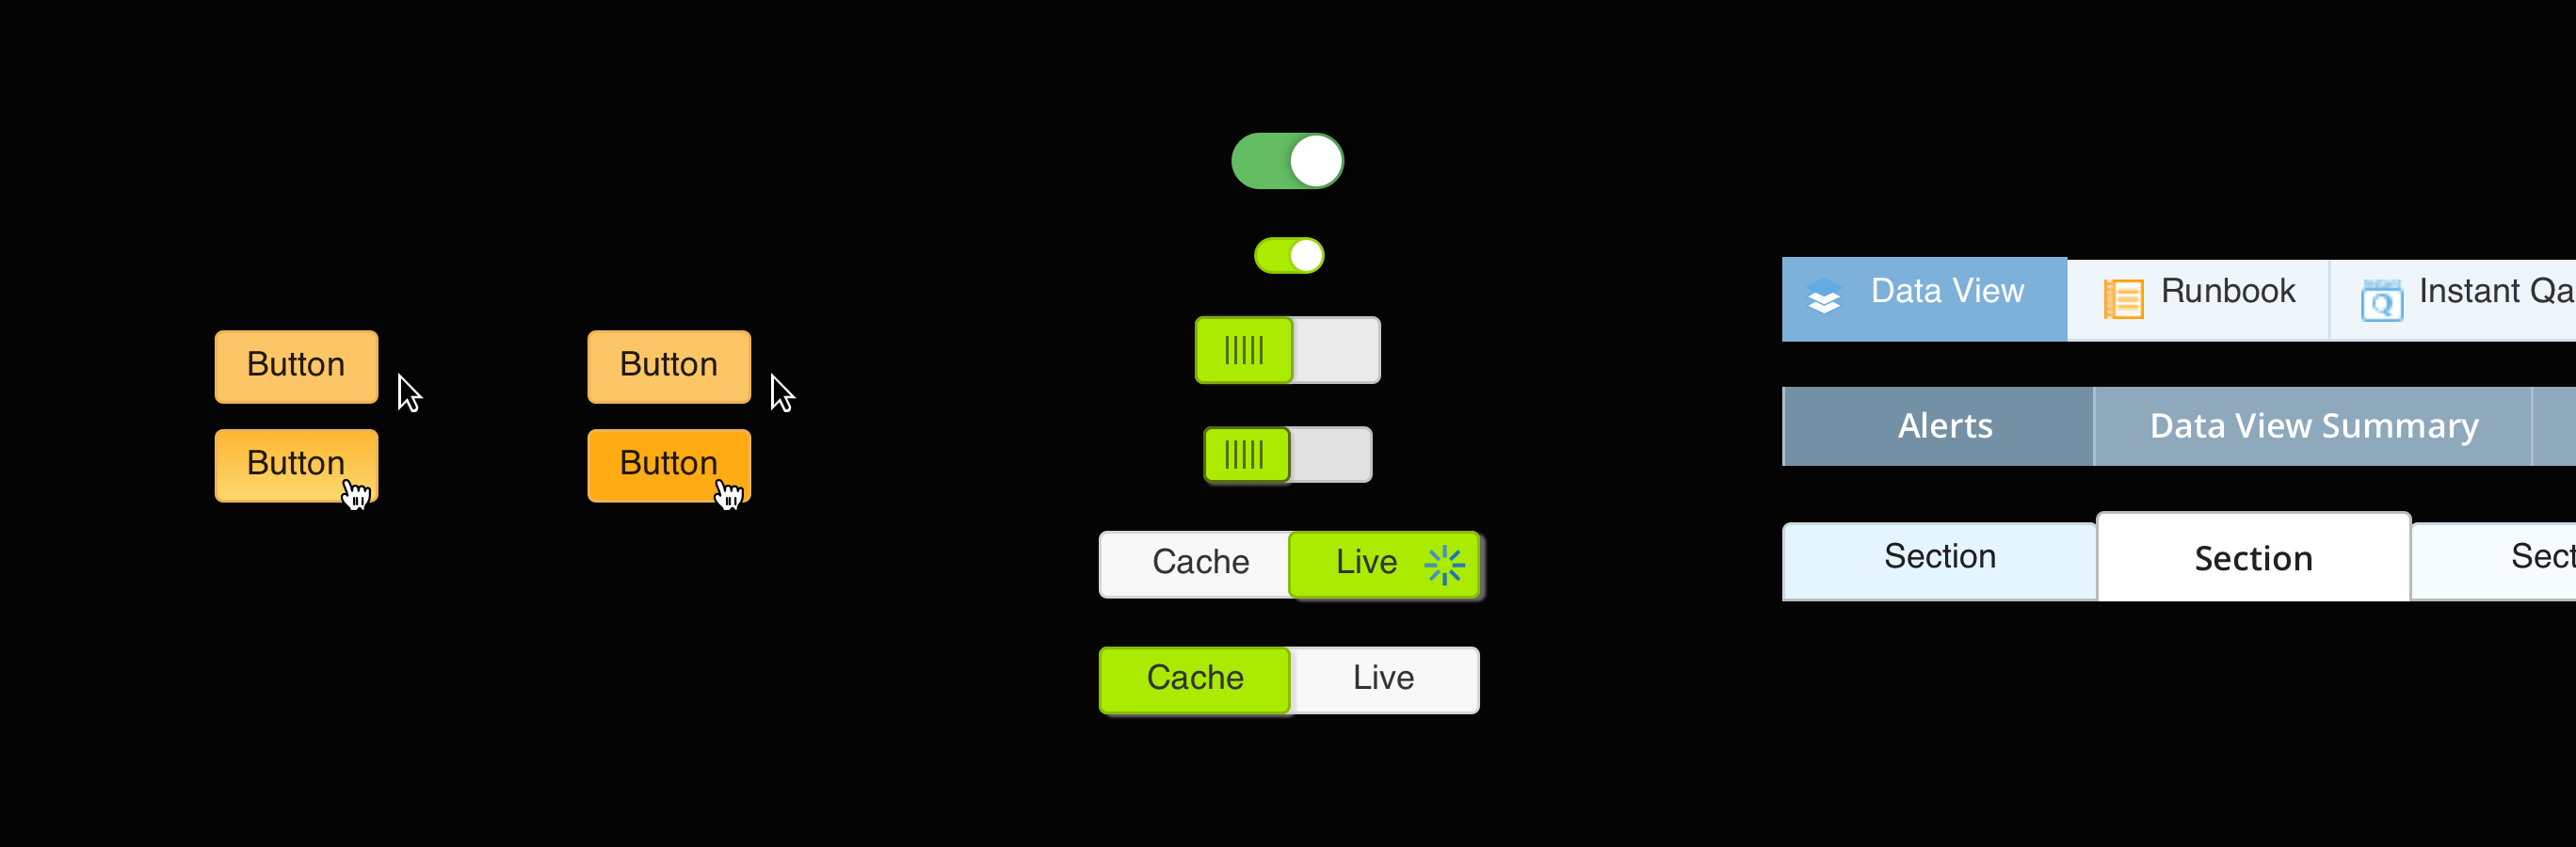 Button
Button
Button
Button
Cache Live
Cache Live
Data View Runbook Instant Qa
Alerts Data View Summary
Section Section Sect